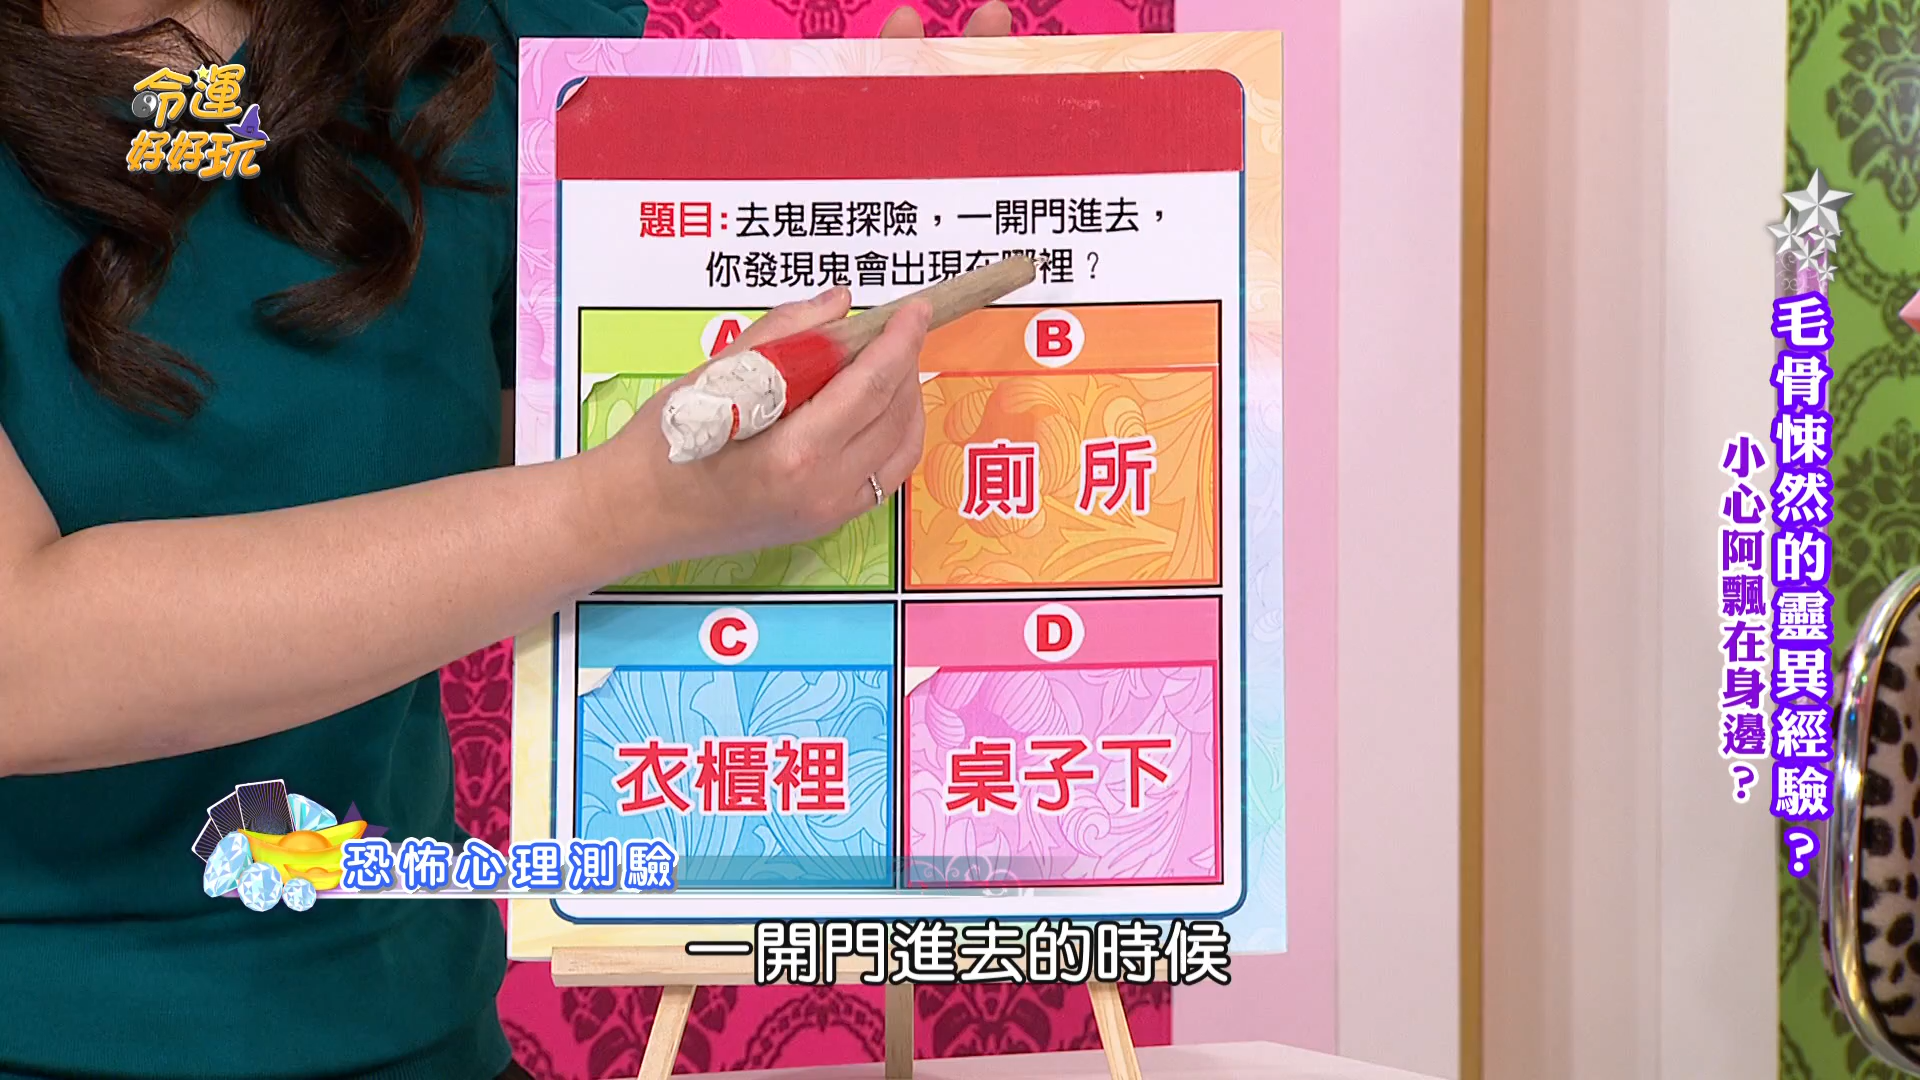 命運
好好玩
題目:去鬼屋探險，一開門進去，
你發現鬼會出現在哪裡？
A
B
廁所
C
D
衣櫃裡
桌子下
毛骨悚然的靈異經驗？
小心阿飄在身邊？
恐怖心理測驗
一開門進去的時候